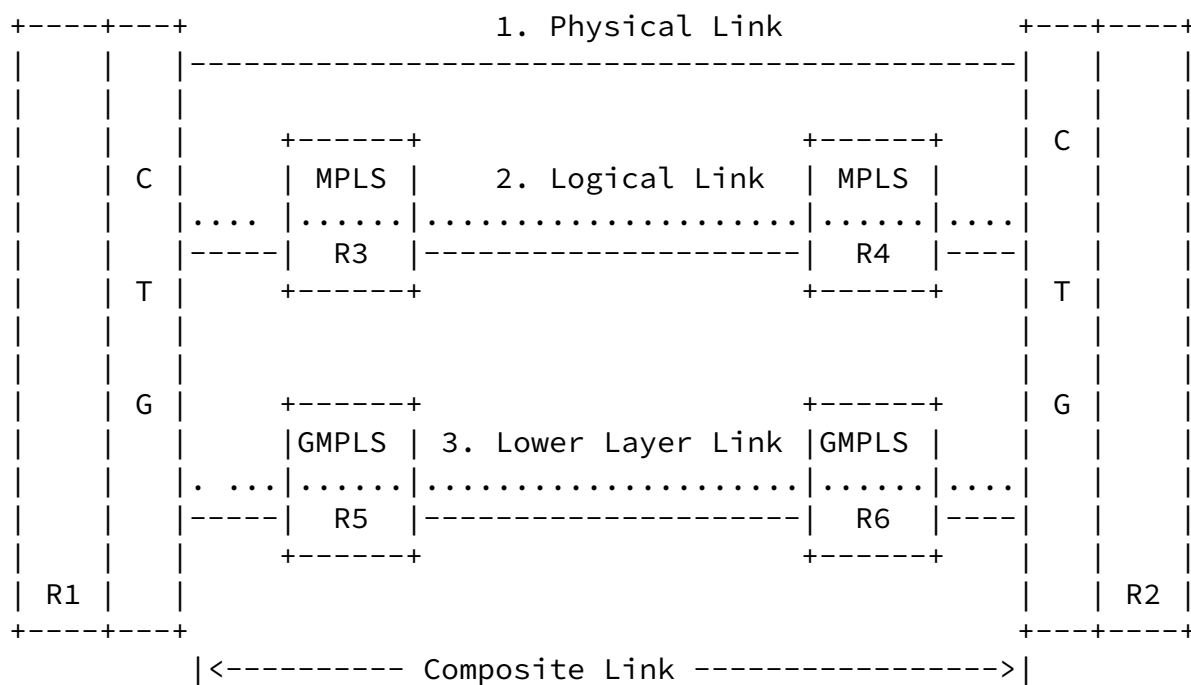 1. Physical Link
C
MPLS 2. Logical Link MPLS
C
R3 R4
T T
G G
GMPLS 3. Lower Layer Link GMPLS
R5 R6
R1 R2
Composite Link